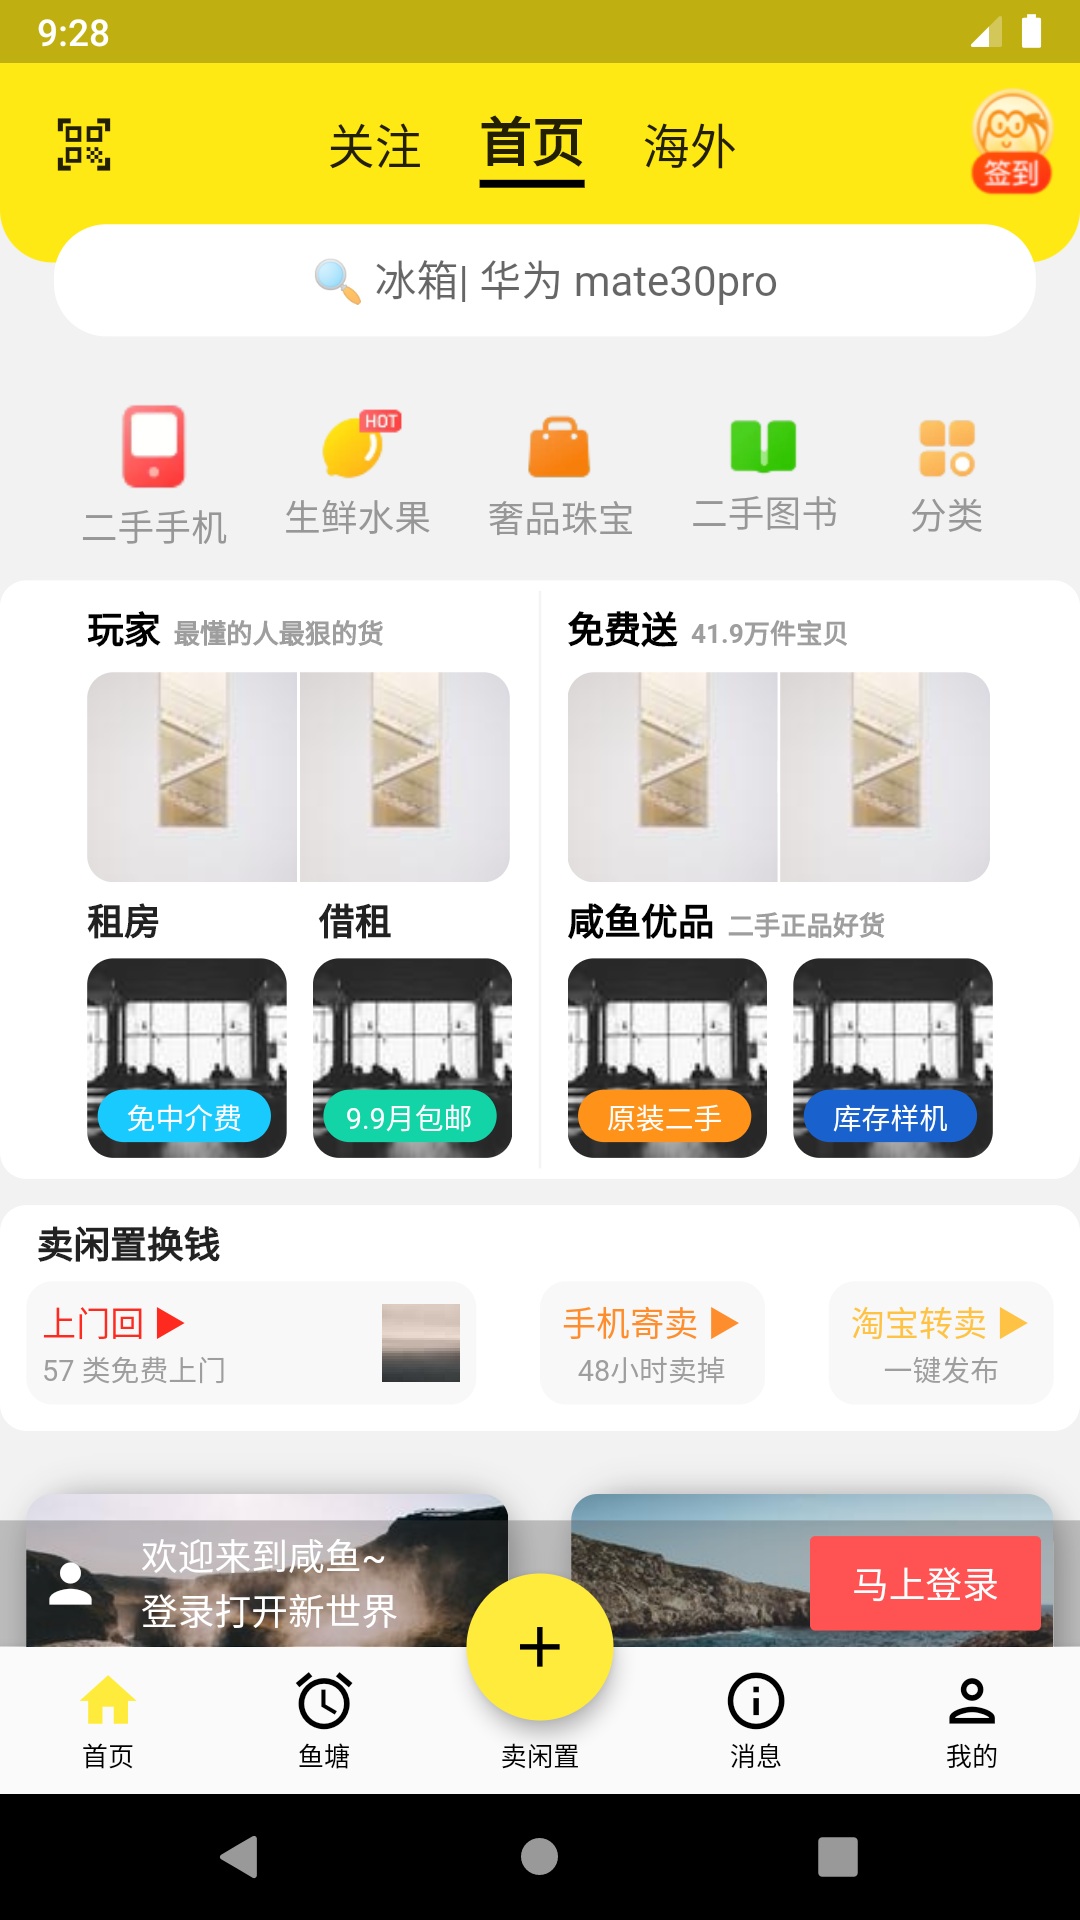 9:28
关注 首页 海外
签到
冰箱| 华为 mate30pro
HOT
二手手机 生鲜水果 奢品珠宝 二手图书 分类
玩家 最懂的人最狠的货
免费送 41.9万件宝贝
租房 借租
咸鱼优品 二手正品好货
免中介费 9.9月包邮 原装二手 库存样机
卖闲置换钱
上门回 手机寄卖 淘宝转卖
57 类免费上门 48小时卖掉 一键发布
欢迎来到咸鱼~
登录打开新世界
马上登录
首页 鱼塘 卖闲置 消息 我的